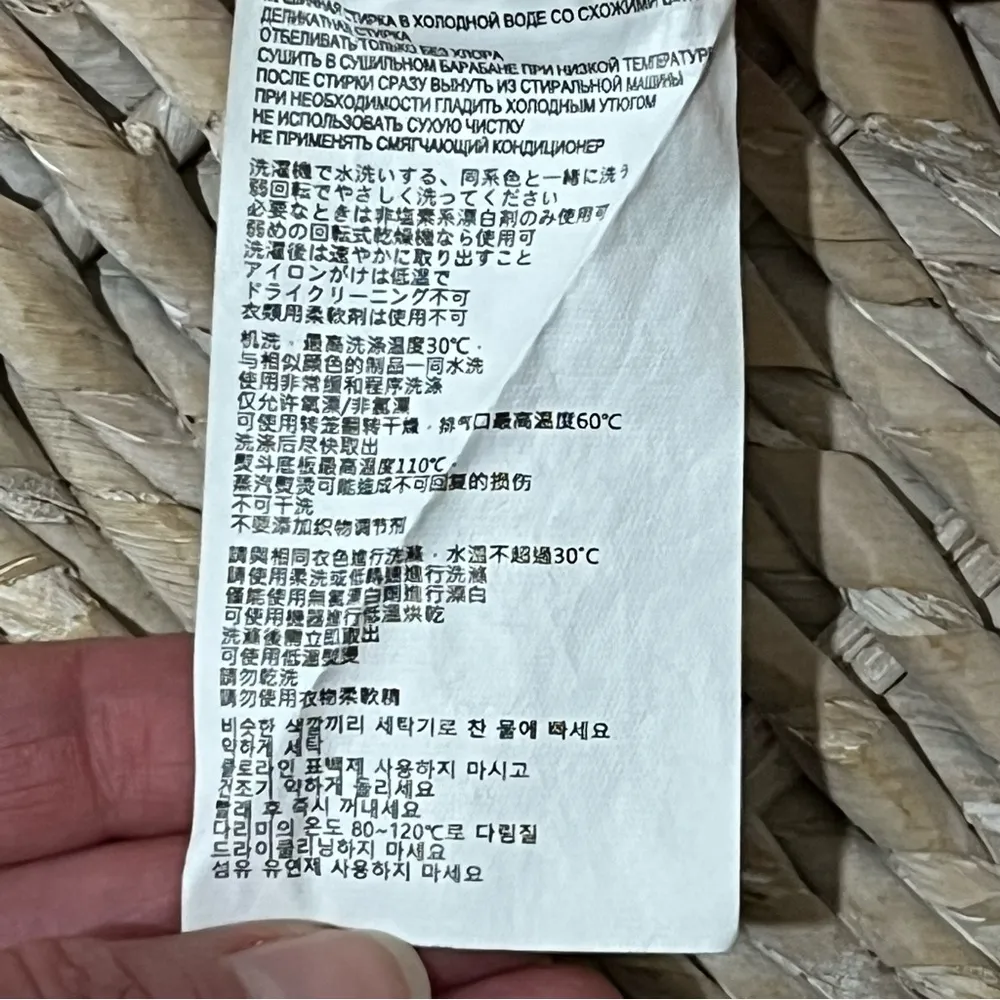 МАШИННАЯ СТИРКА В ХОЛОДНОЙ ВОДЕ СО СХОЖИМИ
ДЕЛИКАТНАЯ СТИРКА
ОТБЕЛИВАТЬ ТОЛЬКО БЕЗ ХЛОРА
СУШИТЬ В СУШИЛЬНОМ БАРАБАНЕ ПРИ НИЗКОЙ ТЕМПЕРАТУР
ПОСЛЕ СТИРКИ СРАЗУ ВЫНУТЬ ИЗ СТИРАЛЬНОЙ МАШИНЫ
ПРИ НЕОБХОДИМОСТИ ГЛАДИТЬ ХОЛОДНЫМ УТЮГОМ
НЕ ИСПОЛЬЗОВАТЬ СУХУЮ ЧИСТКУ
НЕ ПРИМЕНЯТЬ СМЯГЧАЮЩИЙ КОНДИЦИОНЕР
洗濯機で水洗いする、同系色と一緒に洗う
弱回転でやさしく洗ってください
必要なときは非塩素系漂白剤のみ使用可
弱めの回転式乾燥機なら使用可
洗濯後は速やかに取り出すこと
アイロンがけは低温で
ドライクリーニング不可
衣類用柔軟剤は使用不可
机洗，最高洗涤温度30℃，
与相似颜色的制品一同水洗
使用非常缓和程序洗涤
仅允许氧漂/非氯漂
可使用转笼翻转干燥，排气口最高温度60℃
洗涤后尽快取出
熨斗底板最高温度110℃，
蒸汽熨烫可能造成不可回复的损伤
不可干洗
不要添加织物调节剂
請與相同衣色進行洗滌，水溫不超過30℃
請使用柔洗或低轉速進行洗滌
僅能使用無氯漂白劑進行漂白
可使用機器進行低溫烘乾
洗滌後需立即取出
可使用低溫熨燙
請勿乾洗
請勿使用衣物柔軟精
비슷한 색깔끼리 세탁기로 찬 물에 빠세요
약하게 세탁
클로라인 표백제 사용하지 마시고
건조기 약하게 돌리세요
빨래 후 즉시 꺼내세요
다리미의 온도 80~120℃로 다림질
드라이클리닝하지 마세요
섬유 유연제 사용하지 마세요